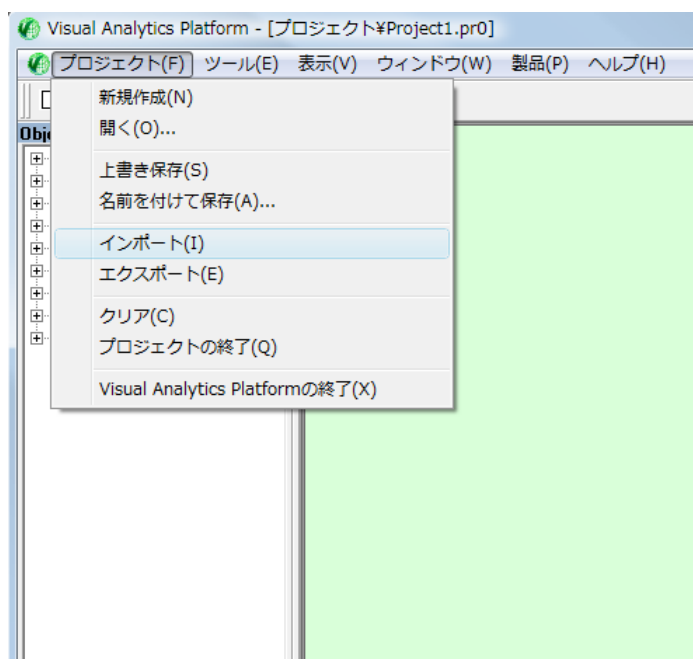 Visual Analytics Platform - [プロジェクト¥Project1.pr0]
プロジェクト(F) ツール(E) 表示(V) ウィンドウ(W) 製品(P) ヘルプ(H)
新規作成(N)
開く(O)...
上書き保存(S)
名前を付けて保存(A)...
インポート(I)
エクスポート(E)
クリア(C)
プロジェクトの終了(Q)
Visual Analytics Platformの終了(X)